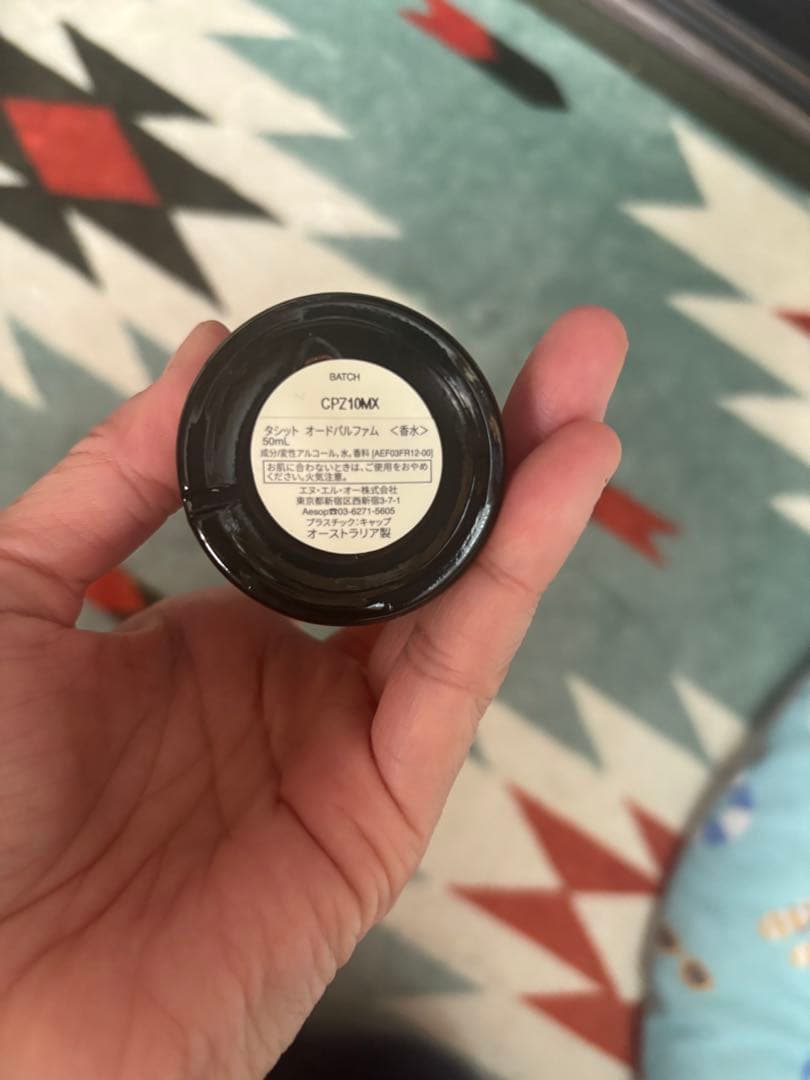 BATCH
CPZ10MX
タシット オードパルファム <香水>
50mL
成分/変性アルコール、水、香料 [AEF03FR12-00]
お肌に合わないときは、ご使用をおやめ
ください。火気注意。
エヌ・エル・オー株式会社
東京都新宿区西新宿3-7-1
Aesop☎03-6271-5605
プラスチック:キャップ
オーストラリア製